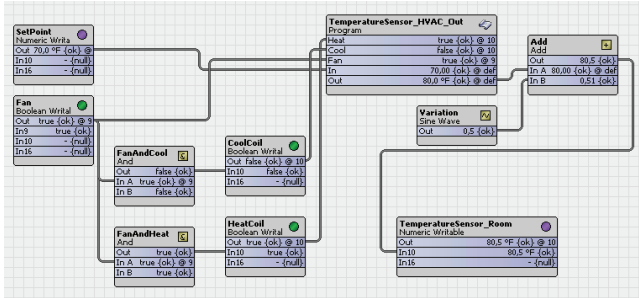 SetPoint
Numeric Writa
Out 70,0 °F {ok} @
In10 - {null}
In16 - {null}
Fan
Boolean Writal
Out true {ok} @ 9
In9 true {ok}
In10 - {null}
In16 - {null}
FanAndCool
And
Out false {ok}
In A true {ok} @ 9
In B false {ok}
FanAndHeat
And
Out true {ok}
In A true {ok} @ 9
In B true {ok}
CoolCoil
Boolean Writal
Out false {ok} @ 10
In10 false {ok}
In16 - {null}
HeatCoil
Boolean Writal
Out true {ok} @ 10
In10 true {ok}
In16 - {null}
TemperatureSensor_HVAC_Out
Program
Heat true {ok} @ 10
Cool false {ok} @ 10
Fan true {ok} @ 9
In 70,00 {ok} @ def
Out 80,0 °F {ok} @ def
Variation
Sine Wave
Out 0,5 {ok}
Add
Add
Out 80,5 {ok}
In A 80,00 {ok} @ def
In B 0,51 {ok}
TemperatureSensor_Room
Numeric Writable
Out 80,5 °F {ok} @ 10
In10 80,5 °F {ok}
In16 - {null}